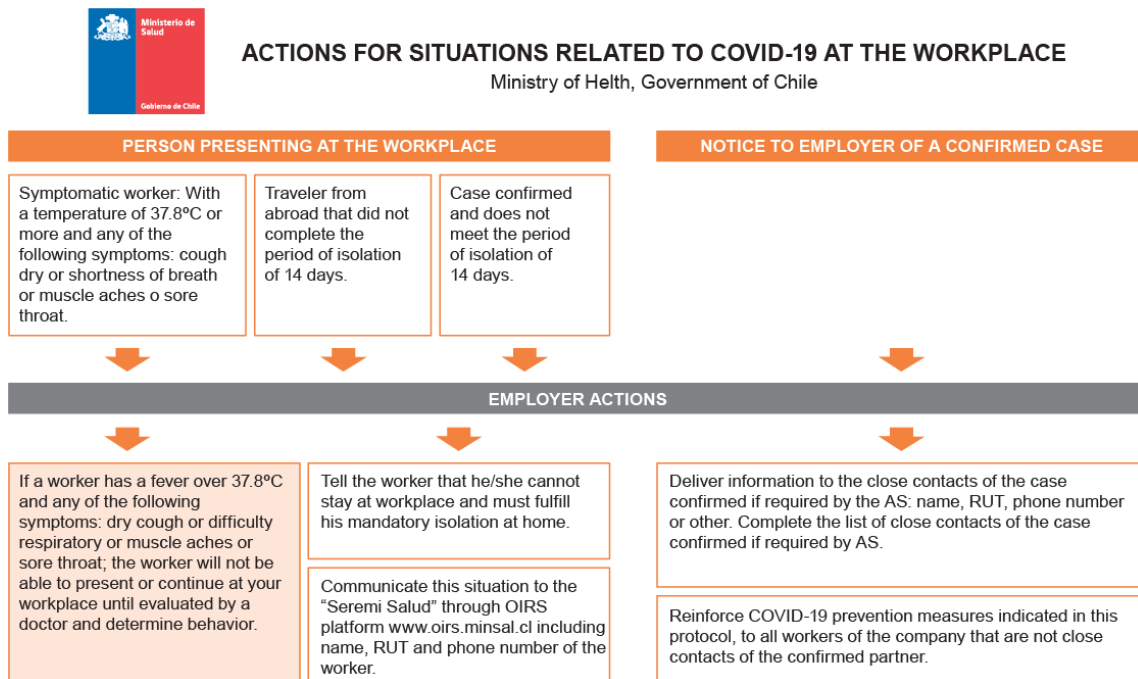 Ministerio de
Salud
Gobierno de Chile
ACTIONS FOR SITUATIONS RELATED TO COVID-19 AT THE WORKPLACE
Ministry of Helth, Government of Chile
PERSON PRESENTING AT THE WORKPLACE
NOTICE TO EMPLOYER OF A CONFIRMED CASE
Symptomatic worker: With
a temperature of 37.8ºC or
more and any of the
following symptoms: cough
dry or shortness of breath
or muscle aches o sore
throat.
Traveler from
abroad that did not
complete the
period of isolation
of 14 days.
Case confirmed
and does not
meet the period
of isolation of
14 days.
EMPLOYER ACTIONS
If a worker has a fever over 37.8ºC
and any of the following
symptoms: dry cough or difficulty
respiratory or muscle aches or
sore throat; the worker will not be
able to present or continue at your
workplace until evaluated by a
doctor and determine behavior.
Tell the worker that he/she cannot
stay at workplace and must fulfill
his mandatory isolation at home.
Communicate this situation to the
“Seremi Salud” through OIRS
platform www.oirs.minsal.cl including
name, RUT and phone number of the
worker.
Deliver information to the close contacts of the case
confirmed if required by the AS: name, RUT, phone number
or other. Complete the list of close contacts of the case
confirmed if required by AS.
Reinforce COVID-19 prevention measures indicated in this
protocol, to all workers of the company that are not close
contacts of the confirmed partner.